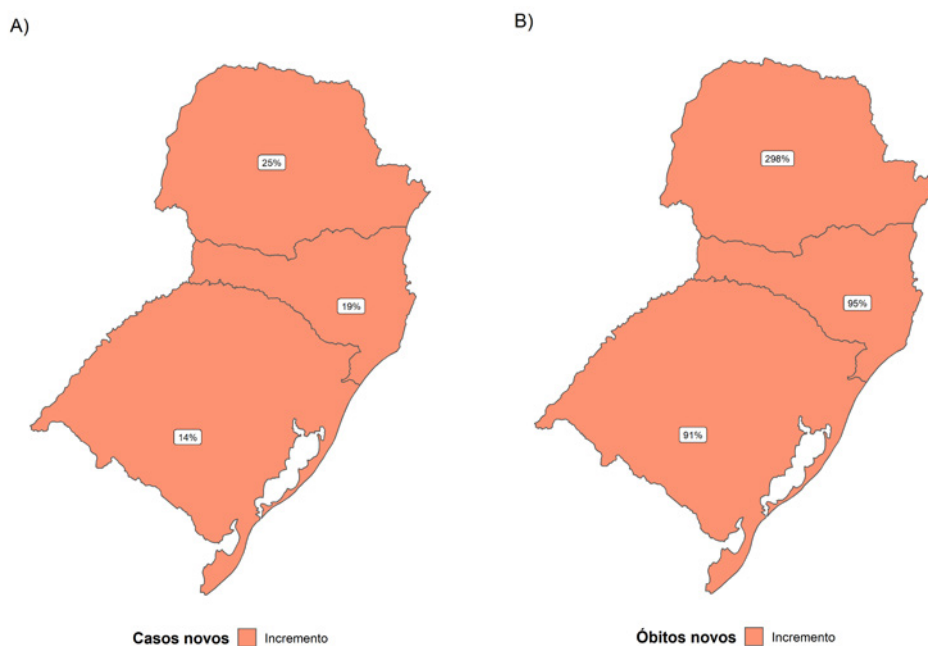 A)
25%
19%
14%
Casos novos Incremento
B)
298%
95%
91%
Óbitos novos Incremento